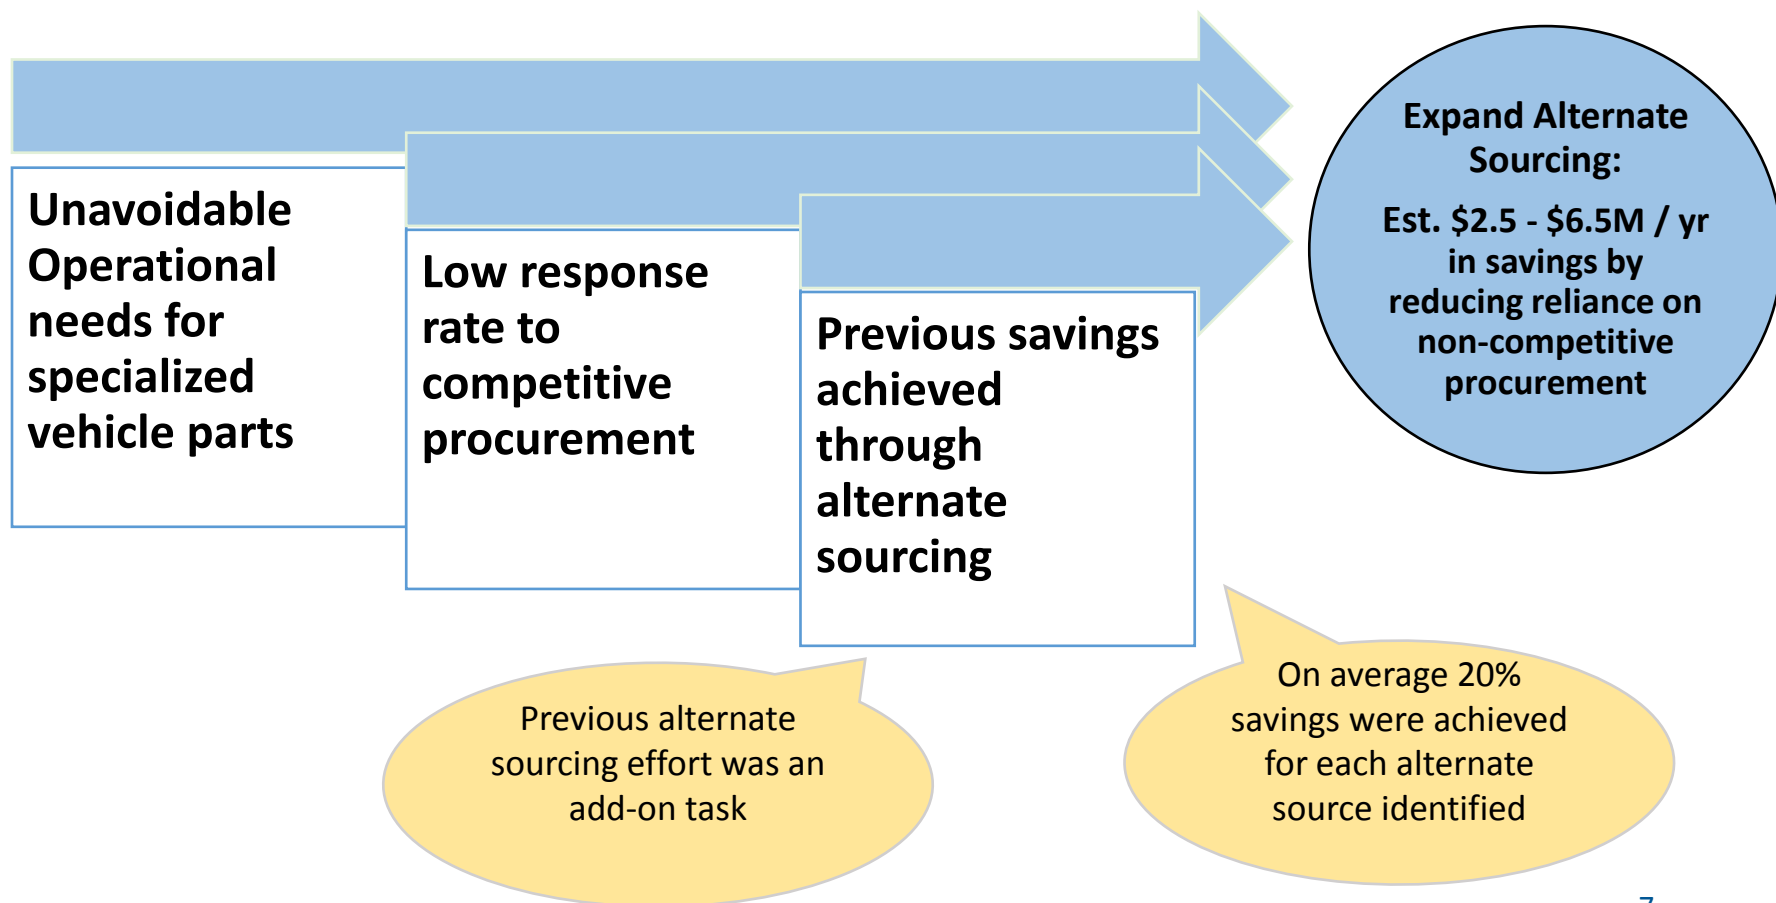 Unavoidable
Operational
needs for
specialized
vehicle parts
Low response
rate to
competitive
procurement
Previous savings
achieved
through
alternate
sourcing
Expand Alternate
Sourcing:
Est. $2.5 - $6.5M / yr
in savings by
reducing reliance on
non-competitive
procurement
Previous alternate
sourcing effort was an
add-on task
On average 20%
savings were achieved
for each alternate
source identified